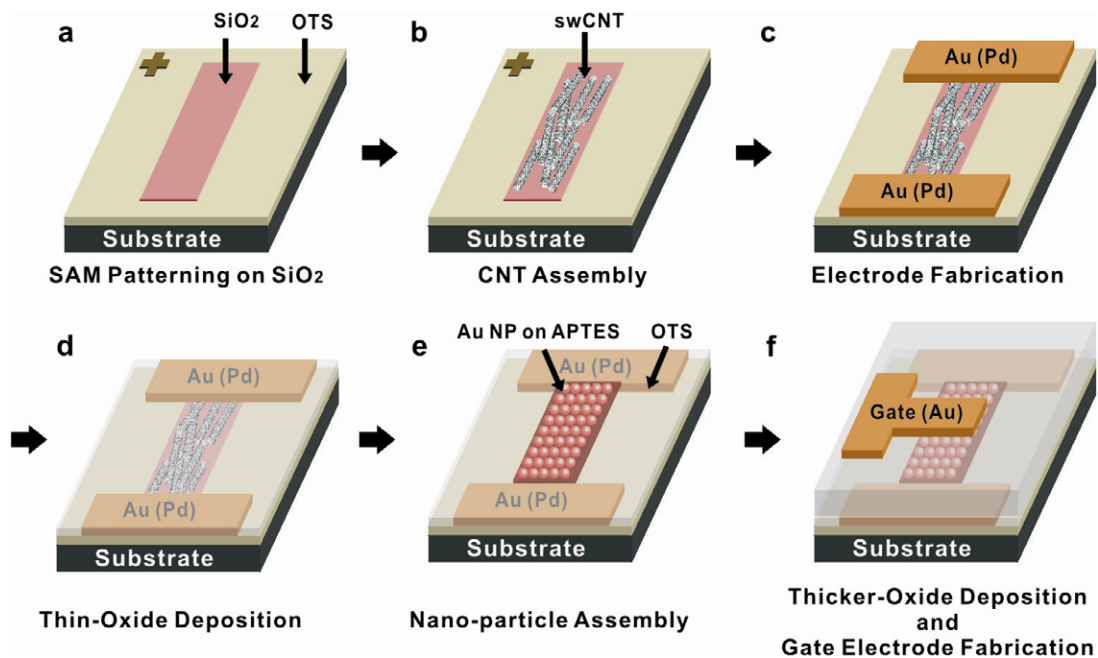 a
SiO2
OTS
Substrate
SAM Patterning on SiO2
b
swCNT
Substrate
CNT Assembly
c
Au (Pd)
Au (Pd)
Substrate
Electrode Fabrication
d
Au (Pd)
Au (Pd)
Substrate
Thin-Oxide Deposition
e
Au NP on APTES
OTS
Au (Pd)
Au (Pd)
Substrate
Nano-particle Assembly
f
Gate (Au)
Substrate
Thicker-Oxide Deposition
and
Gate Electrode Fabrication